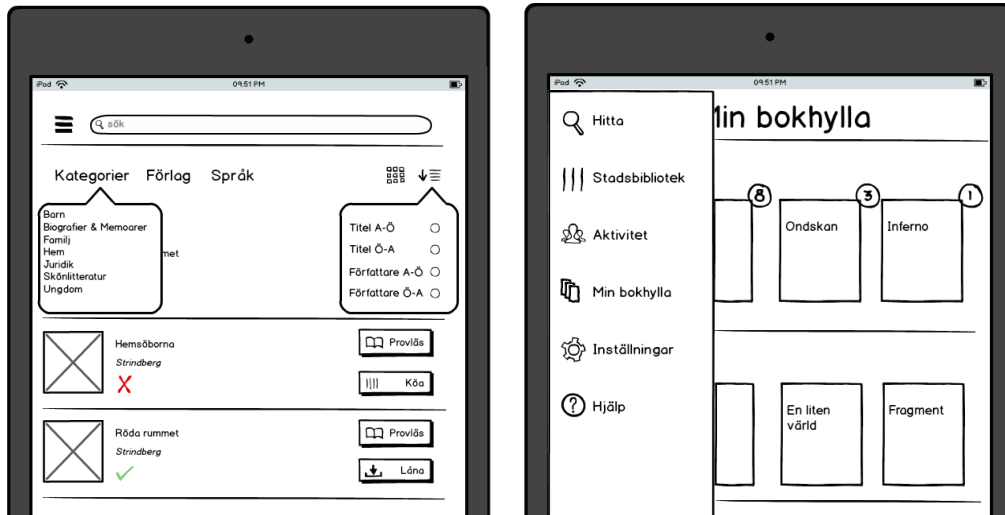 iPad
09:51 PM
sök
Kategorier Förlag Språk
Barn
Biografier & Memoarer
Familj
Hem
Juridik
Skönlitteratur
Ungdom
met
Titel A-Ö
Titel Ö-A
Författare A-Ö
Författare Ö-A
Hemsöborna
Strindberg
Provläs
Köa
Röda rummet
Strindberg
Provläs
Låna
iPad
09:51 PM
Hitta
Stadsbibliotek
Aktivitet
Min bokhylla
Inställningar
Hjälp
Min bokhylla
8
3
1
Ondskan
Inferno
En liten
värld
Fragment